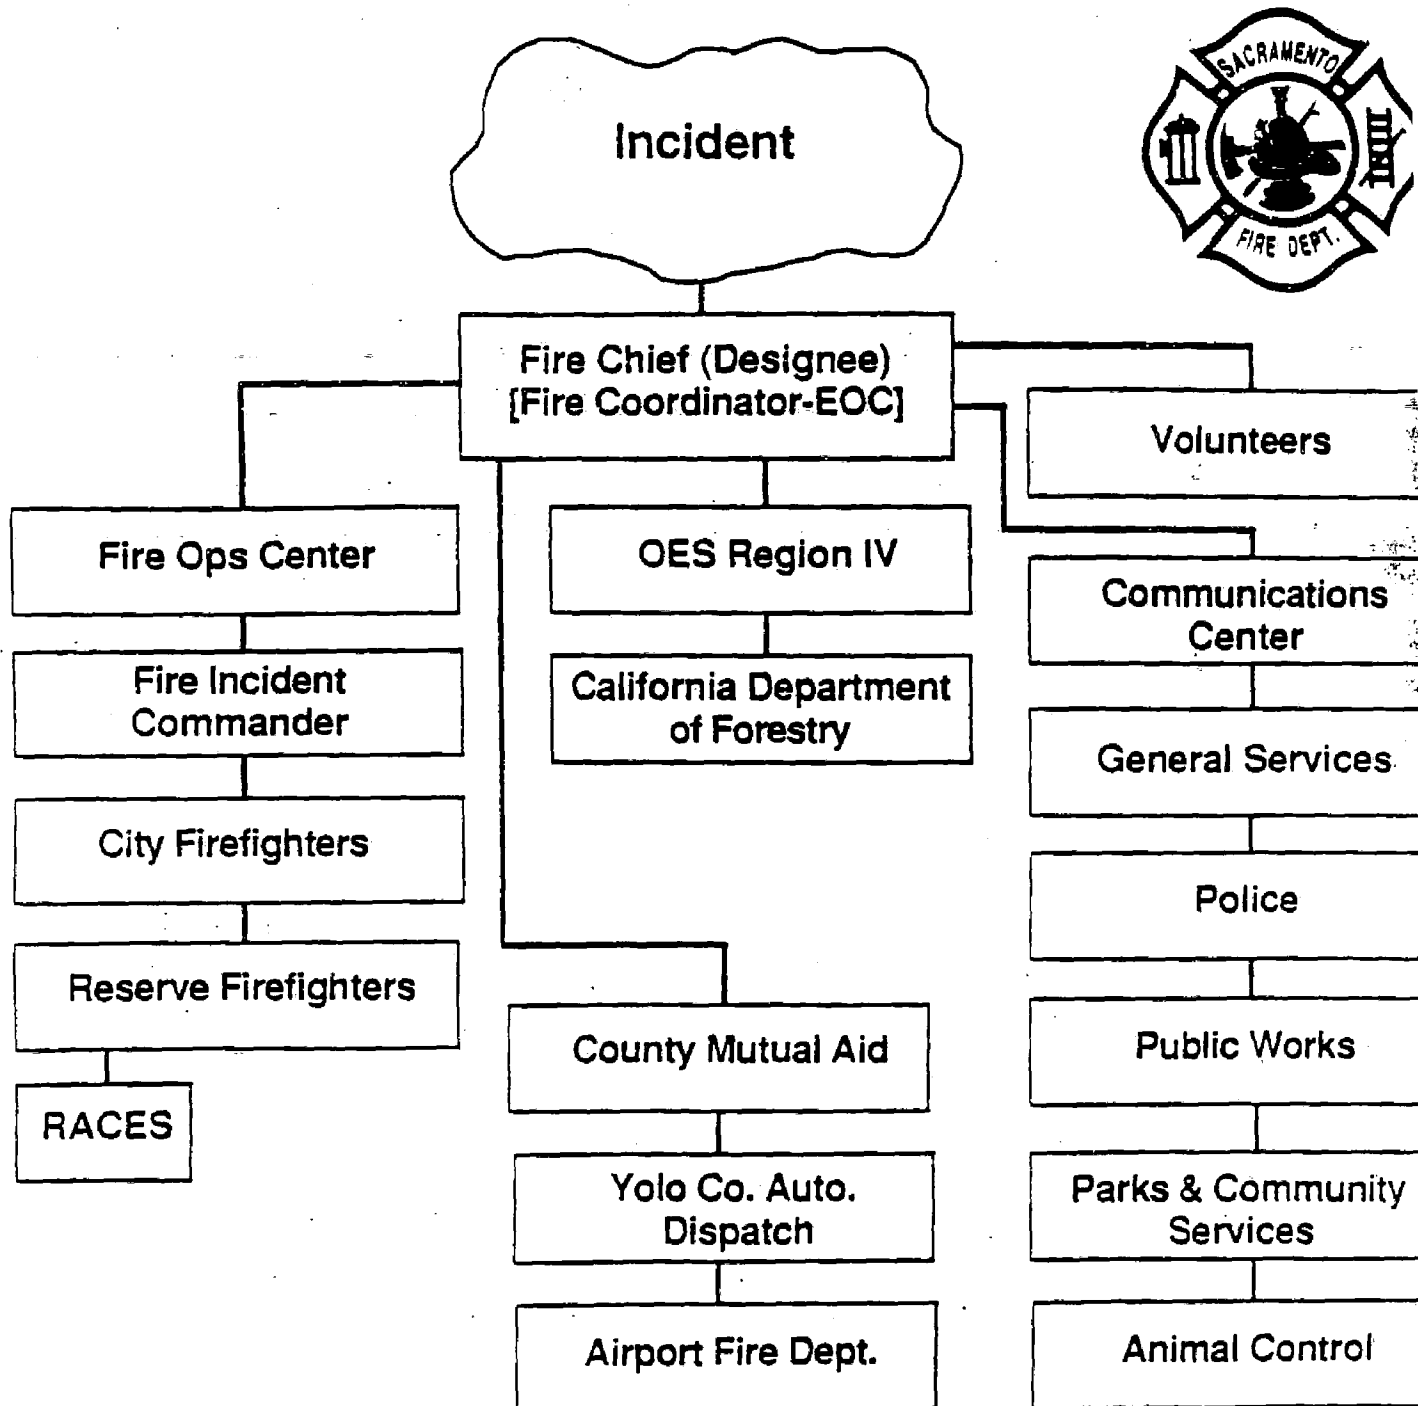 SACRAMENTO
FIRE DEPT.
Incident
Fire Chief (Designee)
[Fire Coordinator-EOC]
Volunteers
Fire Ops Center
OES Region IV
Communications
Center
Fire Incident
Commander
California Department
of Forestry
General Services
City Firefighters
Police
Reserve Firefighters
County Mutual Aid
Public Works
RACES
Yolo Co. Auto.
Dispatch
Parks & Community
Services
Airport Fire Dept.
Animal Control